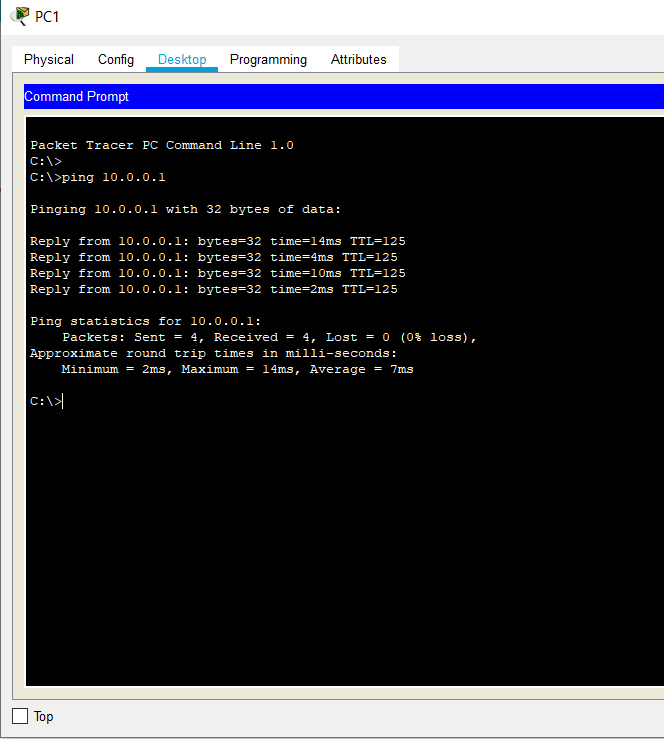 PC1
Physical Config Desktop Programming Attributes
Command Prompt
Packet Tracer PC Command Line 1.0
C:\>
C:\>ping 10.0.0.1
Pinging 10.0.0.1 with 32 bytes of data:
Reply from 10.0.0.1: bytes=32 time=14ms TTL=125
Reply from 10.0.0.1: bytes=32 time=4ms TTL=125
Reply from 10.0.0.1: bytes=32 time=10ms TTL=125
Reply from 10.0.0.1: bytes=32 time=2ms TTL=125
Ping statistics for 10.0.0.1:
Packets: Sent = 4, Received = 4, Lost = 0 (0% loss),
Approximate round trip times in milli-seconds:
Minimum = 2ms, Maximum = 14ms, Average = 7ms
C:\>
Top